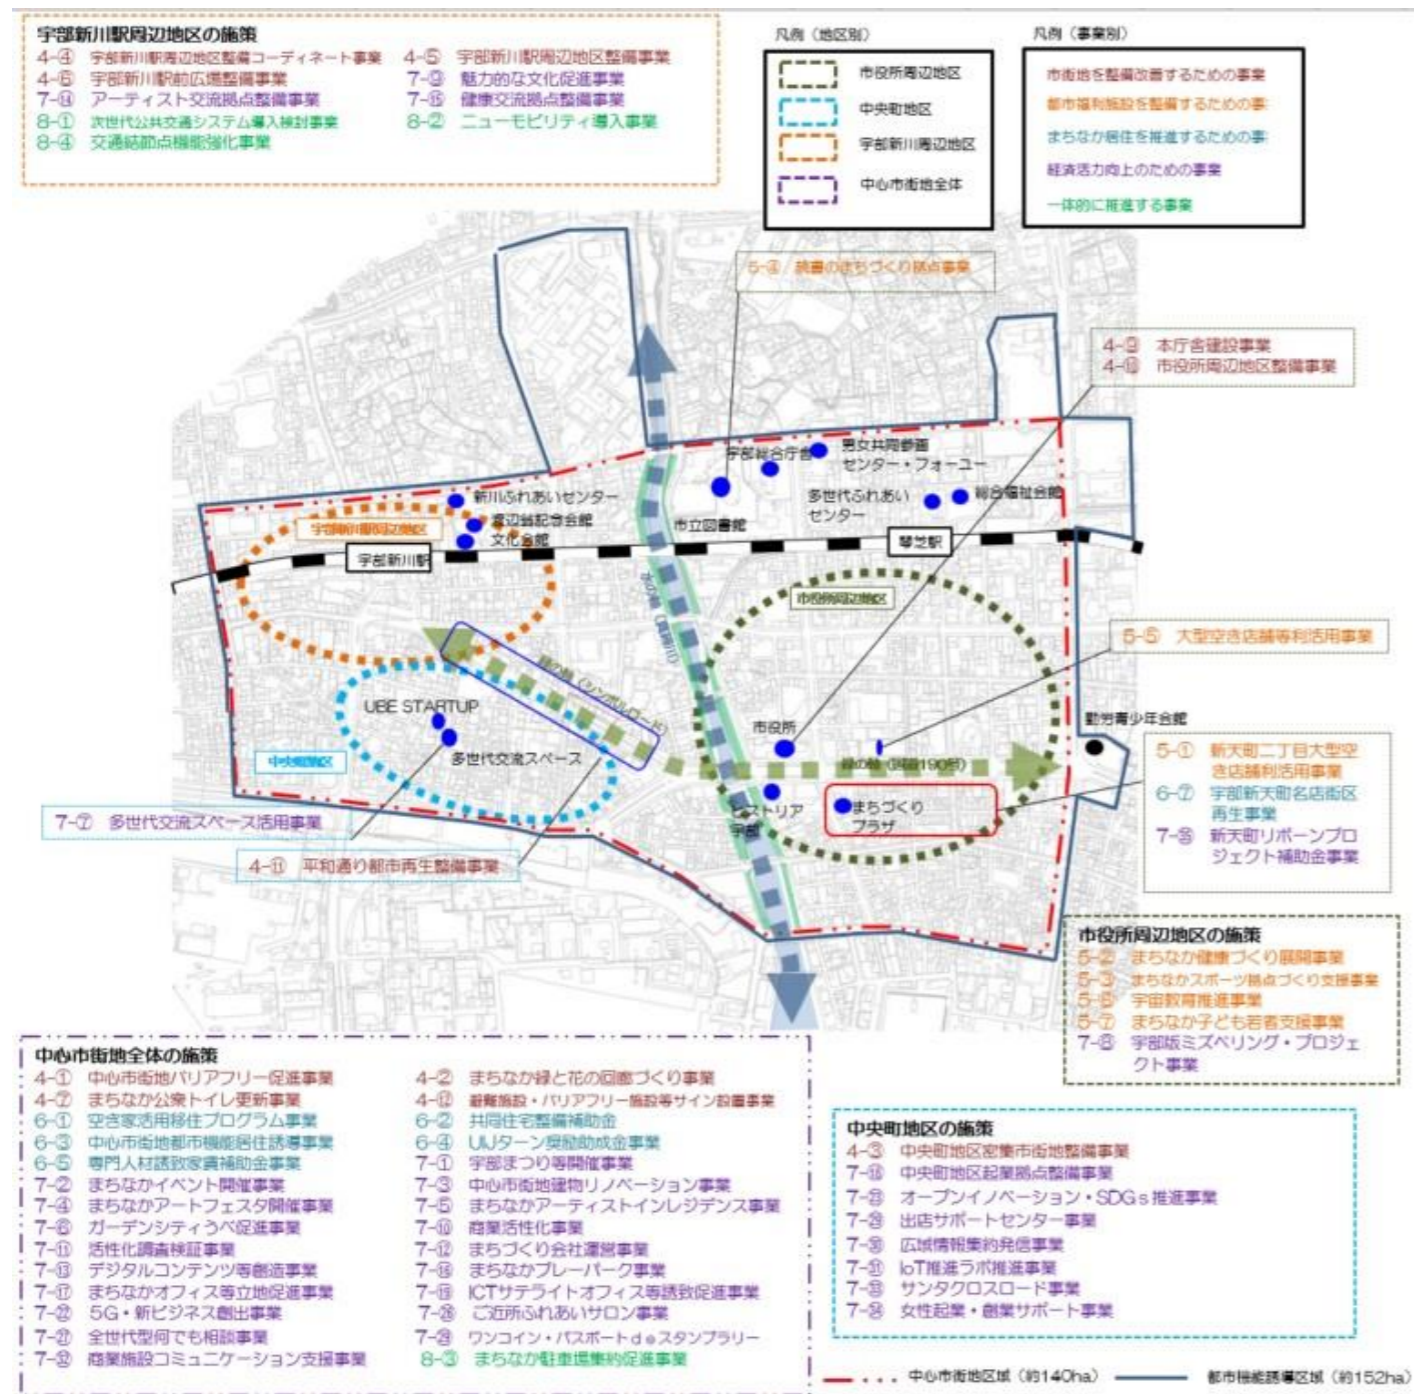 宇部新川駅周辺地区の施策
4-④ 宇部新川駅周辺地区整備コーディネート事業 4-⑤ 宇部新川駅周辺地区整備事業
4-⑥ 宇部新川駅前広場整備事業 7-⑨ 魅力的な文化促進事業
7-⑭ アーティスト交流拠点整備事業 7-⑮ 健康交流拠点整備事業
8-① 次世代公共交通システム導入検討事業 8-② ニューモビリティ導入事業
8-④ 交通結節点機能強化事業
凡例（地区別）
市役所周辺地区
中央町地区
宇部新川周辺地区
中心市街地全体
凡例（事業別）
市街地を整備改善するための事業
都市福利施設を整備するための事
まちなか居住を推進するための事
経済活力向上のための事業
一体的に推進する事業
5-④ 読書のまちづくり拠点事業
4-⑨ 本庁舎建設事業
4-⑩ 市役所周辺地区整備事業
宇部総合庁舎
男女共同参画
センター・フォーユー
新川ふれあいセンター
多世代ふれあい
センター
総合福祉会館
宇部新川駅周辺地区
渡辺翁記念会館
文化会館
市立図書館
宇部新川駅
琴芝駅
水の軸（真締川）
市役所周辺地区
5-⑤ 大型空き店舗等利活用事業
緑の軸（シンボルロード）
UBE STARTUP
多世代交流スペース
中央町地区
市役所
緑の軸（国道190号）
勤労青少年会館
ヒストリア
宇部
まちづくり
プラザ
5-① 新天町二丁目大型空
き店舗利活用事業
6-⑦ 宇部新天町名店街区
再生事業
新天町リボーンプロ
ジェクト補助金事業
7-⑦ 多世代交流スペース活用事業
4-⑪ 平和通り都市再生整備事業
市役所周辺地区の施策
5-② まちなか健康づくり展開事業
5-③ まちなかスポーツ拠点づくり支援事業
5-⑥ 宇宙教育推進事業
5-⑦ まちなか子ども若者支援事業
7-⑧ 宇部版ミズベリング・プロジェ
クト事業
中心市街地全体の施策
4-① 中心市街地バリアフリー促進事業 4-② まちなか緑と花の回廊づくり事業
4-⑦ まちなか公衆トイレ更新事業 4-⑫ 避難施設・バリアフリー施設等サイン設置事業
6-① 空き家活用移住プログラム事業 6-② 共同住宅整備補助金
6-③ 中心市街地都市機能居住誘導事業 6-④ UIJターン奨励助成金事業
6-⑤ 専門人材誘致家賃補助金事業 7-① 宇部まつり等開催事業
7-② まちなかイベント開催事業 7-③ 中心市街地建物リノベーション事業
7-④ まちなかアートフェスタ開催事業 7-⑤ まちなかアーティストインレジデンス事業
7-⑥ ガーデンシティうべ促進事業 7-⑩ 商業活性化事業
7-⑪ 活性化調査検証事業 7-⑫ まちづくり会社運営事業
7-⑬ デジタルコンテンツ等創造事業 7-⑯ まちなかプレーパーク事業
7-⑰ まちなかオフィス等立地促進事業 7-⑲ ICTサテライトオフィス等誘致促進事業
7-㉒ 5G・新ビジネス創出事業 7-㉖ ご近所ふれあいサロン事業
7-㉗ 全世代型何でも相談事業 ワンコイン・パスポートdeスタンプラリー
7-㉜ 商業施設コミュニケーション支援事業 8-③ まちなか駐車場集約促進事業
中央町地区の施策
4-③ 中央町地区密集市街地整備事業
7-⑱ 中央町地区起業拠点整備事業
オープンイノベーション・SDGs推進事業
出店サポートセンター事業
7-㉚ 広域情報集約発信事業
7-㉛ IoT推進ラボ推進事業
サンタクロスロード事業
女性起業・創業サポート事業
中心市街地区域（約140ha） 都市機能誘導区域（約152ha）